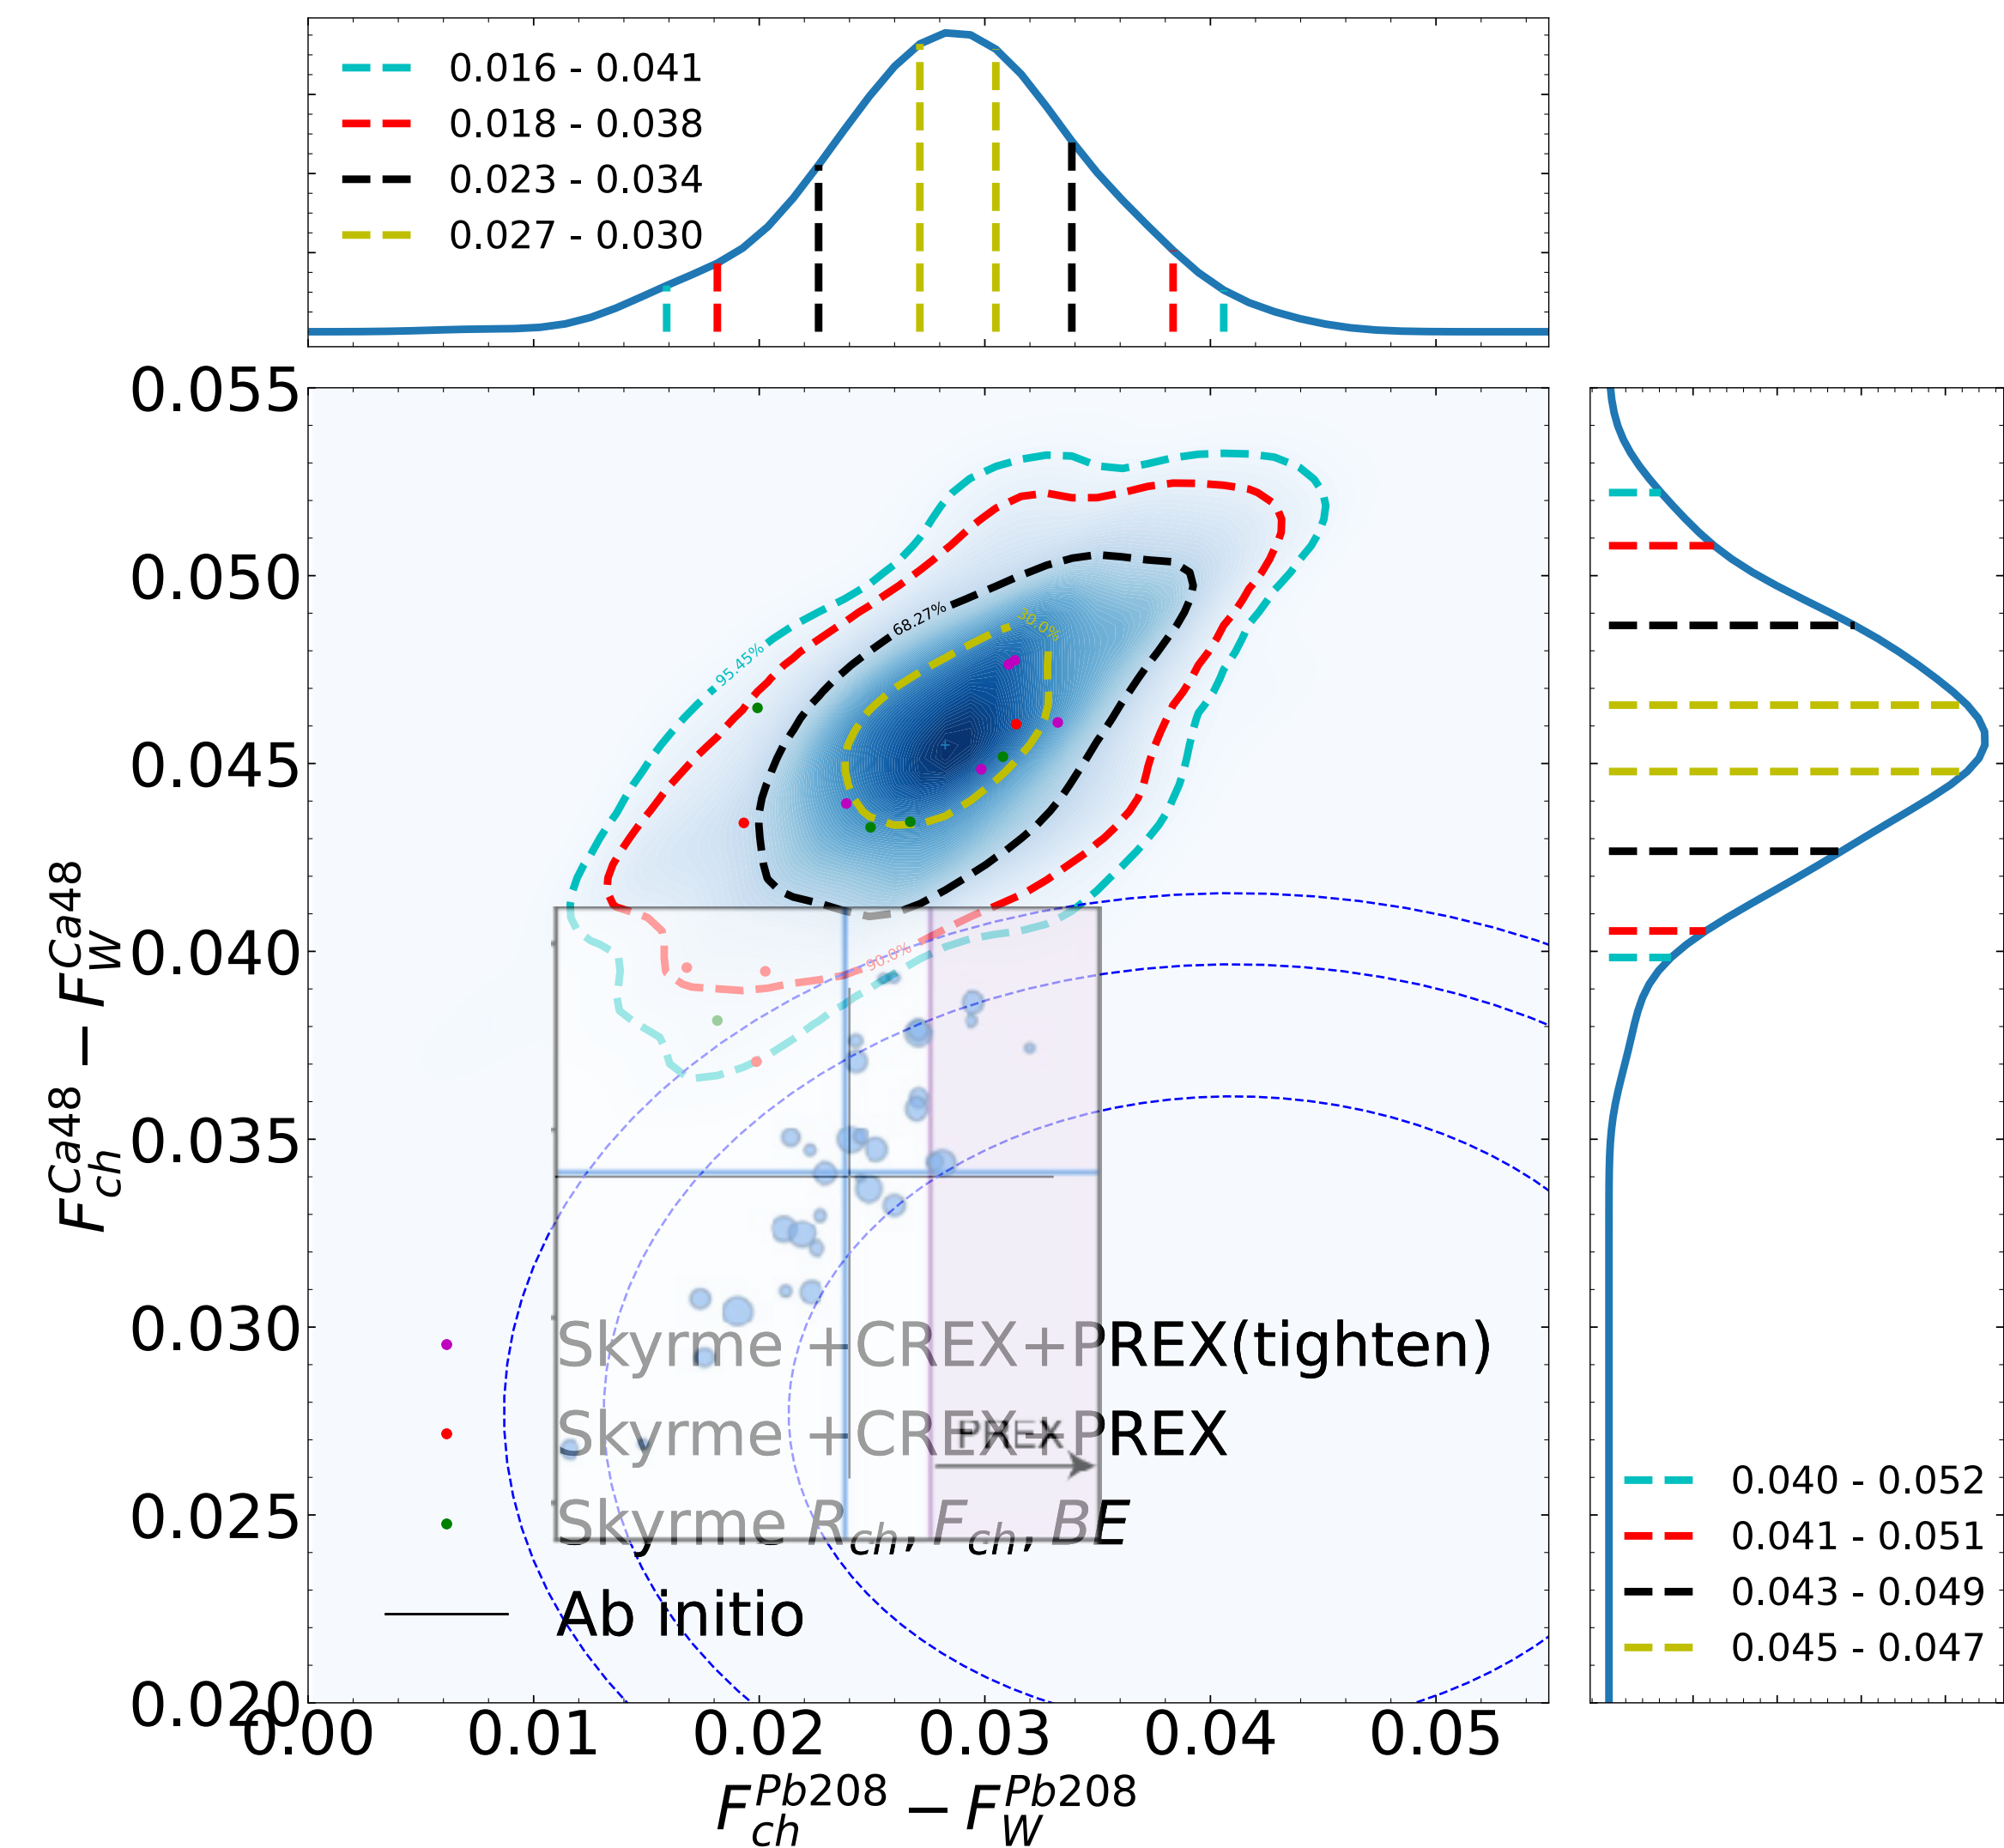 0.016 - 0.041
0.018 - 0.038
0.023 - 0.034
0.027 - 0.030
0.055
0.050
0.045
0.040
0.035
0.030
0.025
0.020
F_{ch}^{Ca48} − F_{W}^{Ca48}
95.45%
68.27%
30.0%
90.0%
Skyrme +CREX+PREX(tighten)
Skyrme +CREX+PREX
PREX
Skyrme R_{ch}, F_{ch}, BE
Ab initio
0.040 - 0.052
0.041 - 0.051
0.043 - 0.049
0.045 - 0.047
0.00 0.01 0.02 0.03 0.04 0.05
F_{ch}^{Pb208} − F_{W}^{Pb208}